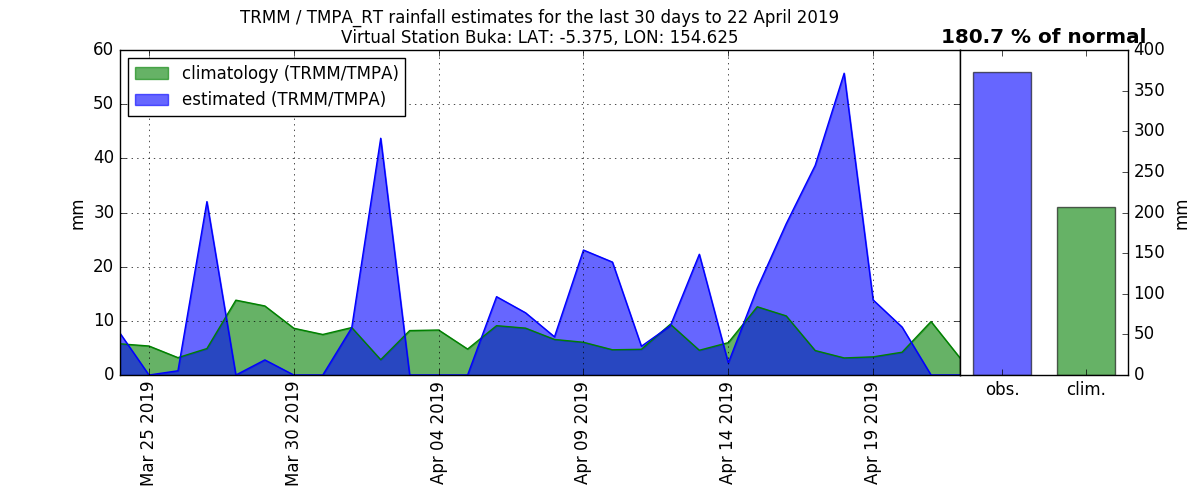 TRMM / TMPA_RT rainfall estimates for the last 30 days to 22 April 2019
Virtual Station Buka: LAT: -5.375, LON: 154.625
180.7 % of normal
climatology (TRMM/TMPA)
estimated (TRMM/TMPA)
60
50
40
30
20
10
0
mm
Mar 25 2019
Mar 30 2019
Apr 04 2019
Apr 09 2019
Apr 14 2019
Apr 19 2019
obs.
clim.
400
350
300
250
200
150
100
50
0
mm